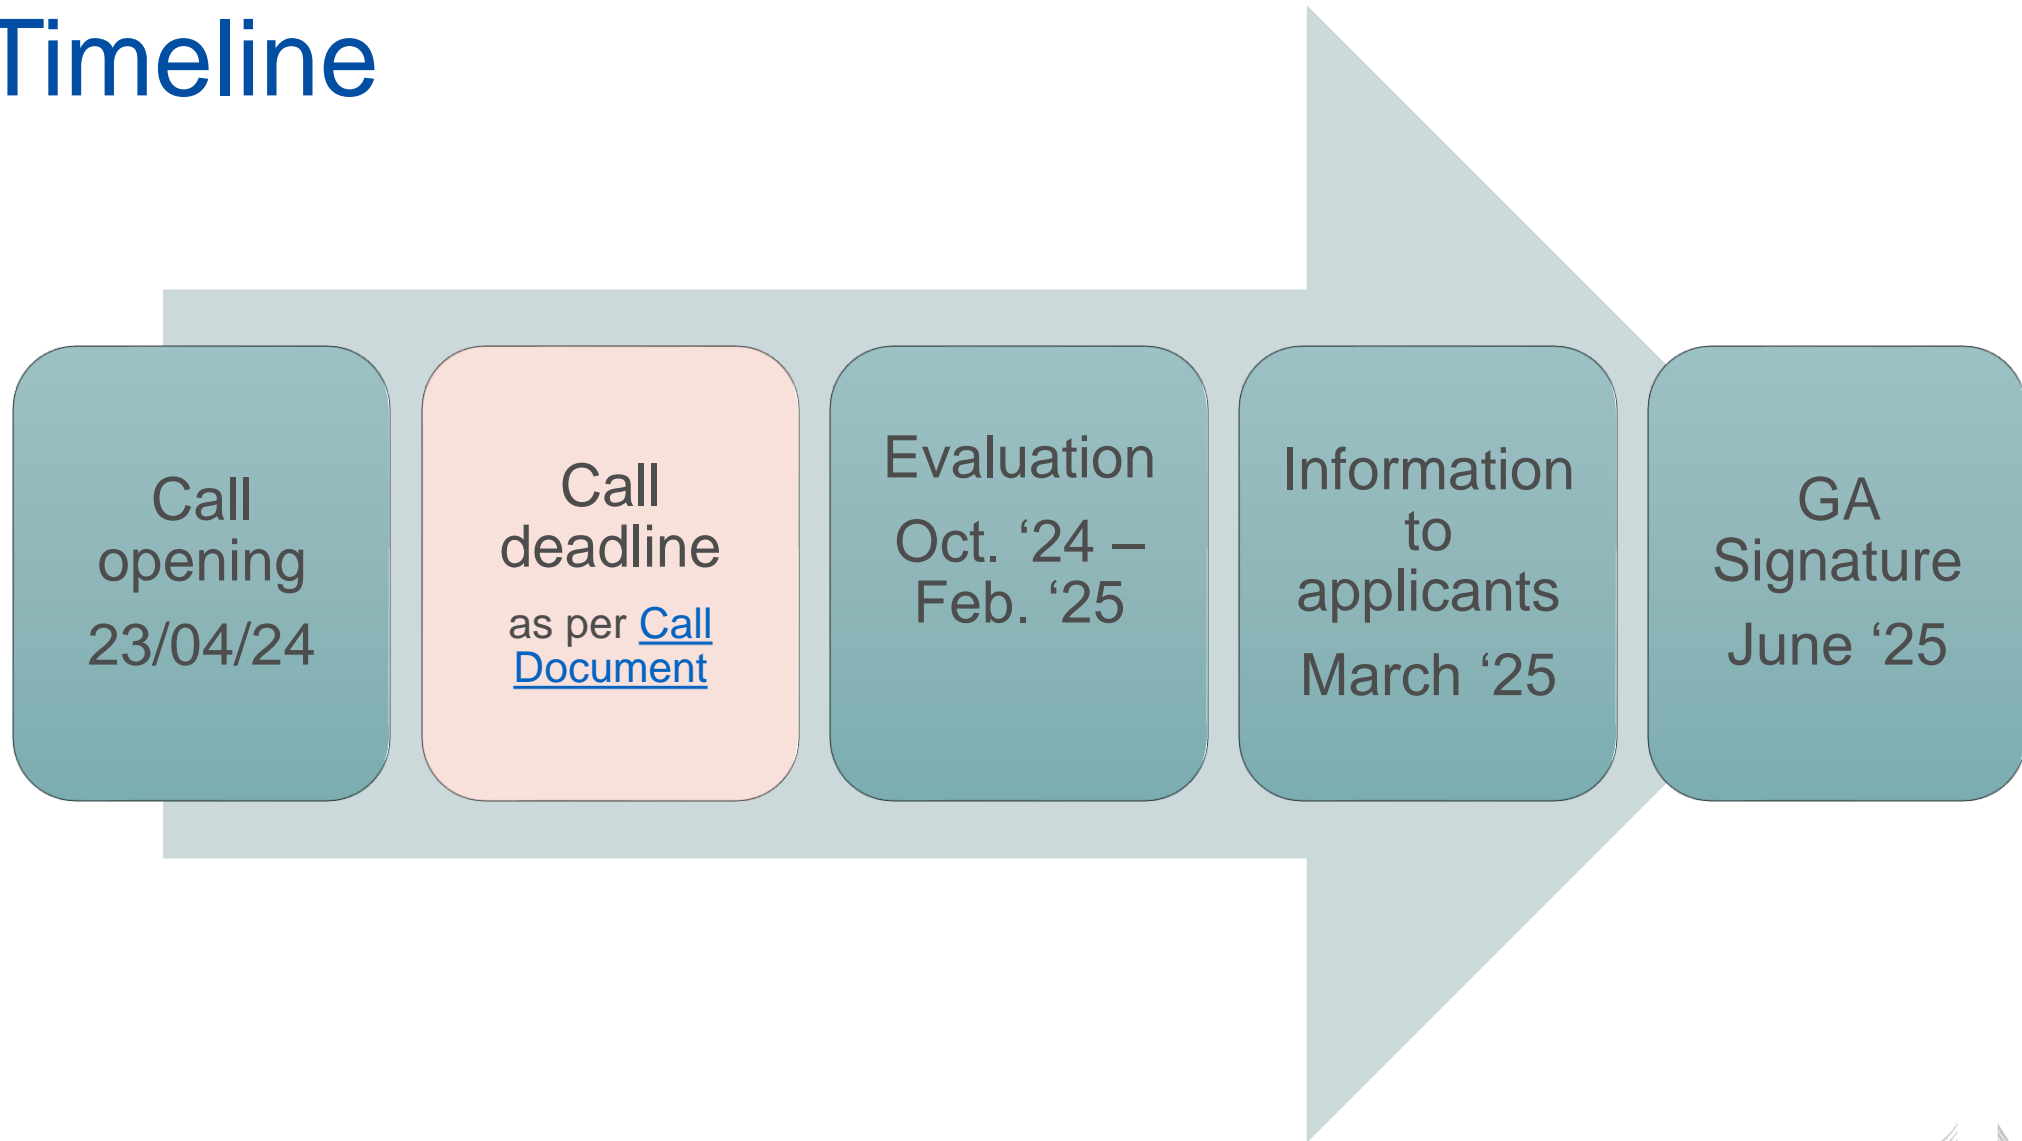 Timeline
Call
opening
23/04/24
Call
deadline
as per Call
Document
Evaluation
Oct. ‘24 –
Feb. ‘25
Information
to
applicants
March ‘25
GA
Signature
June ‘25